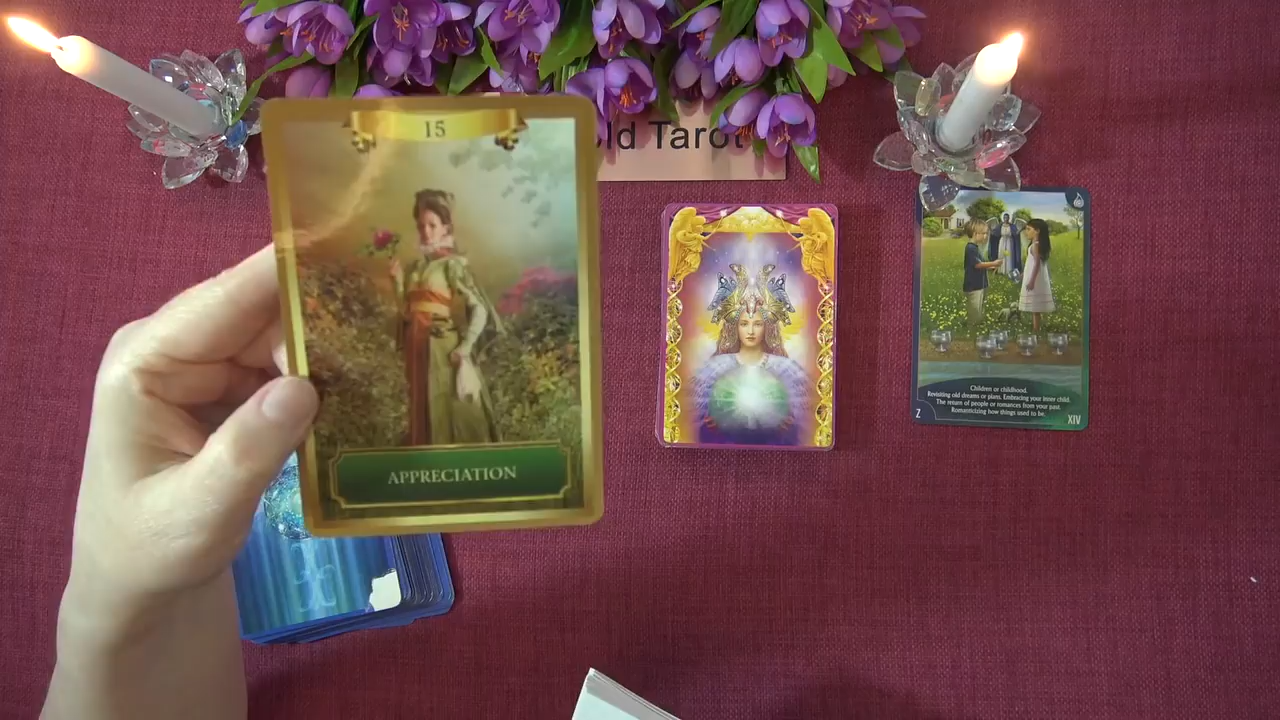 15
ld Tarot
APPRECIATION
Children or childhood.
Revisiting old dreams or plans. Embracing your inner child.
The return of people or romances from your past.
Romanticizing how things used to be.
Z
XIV